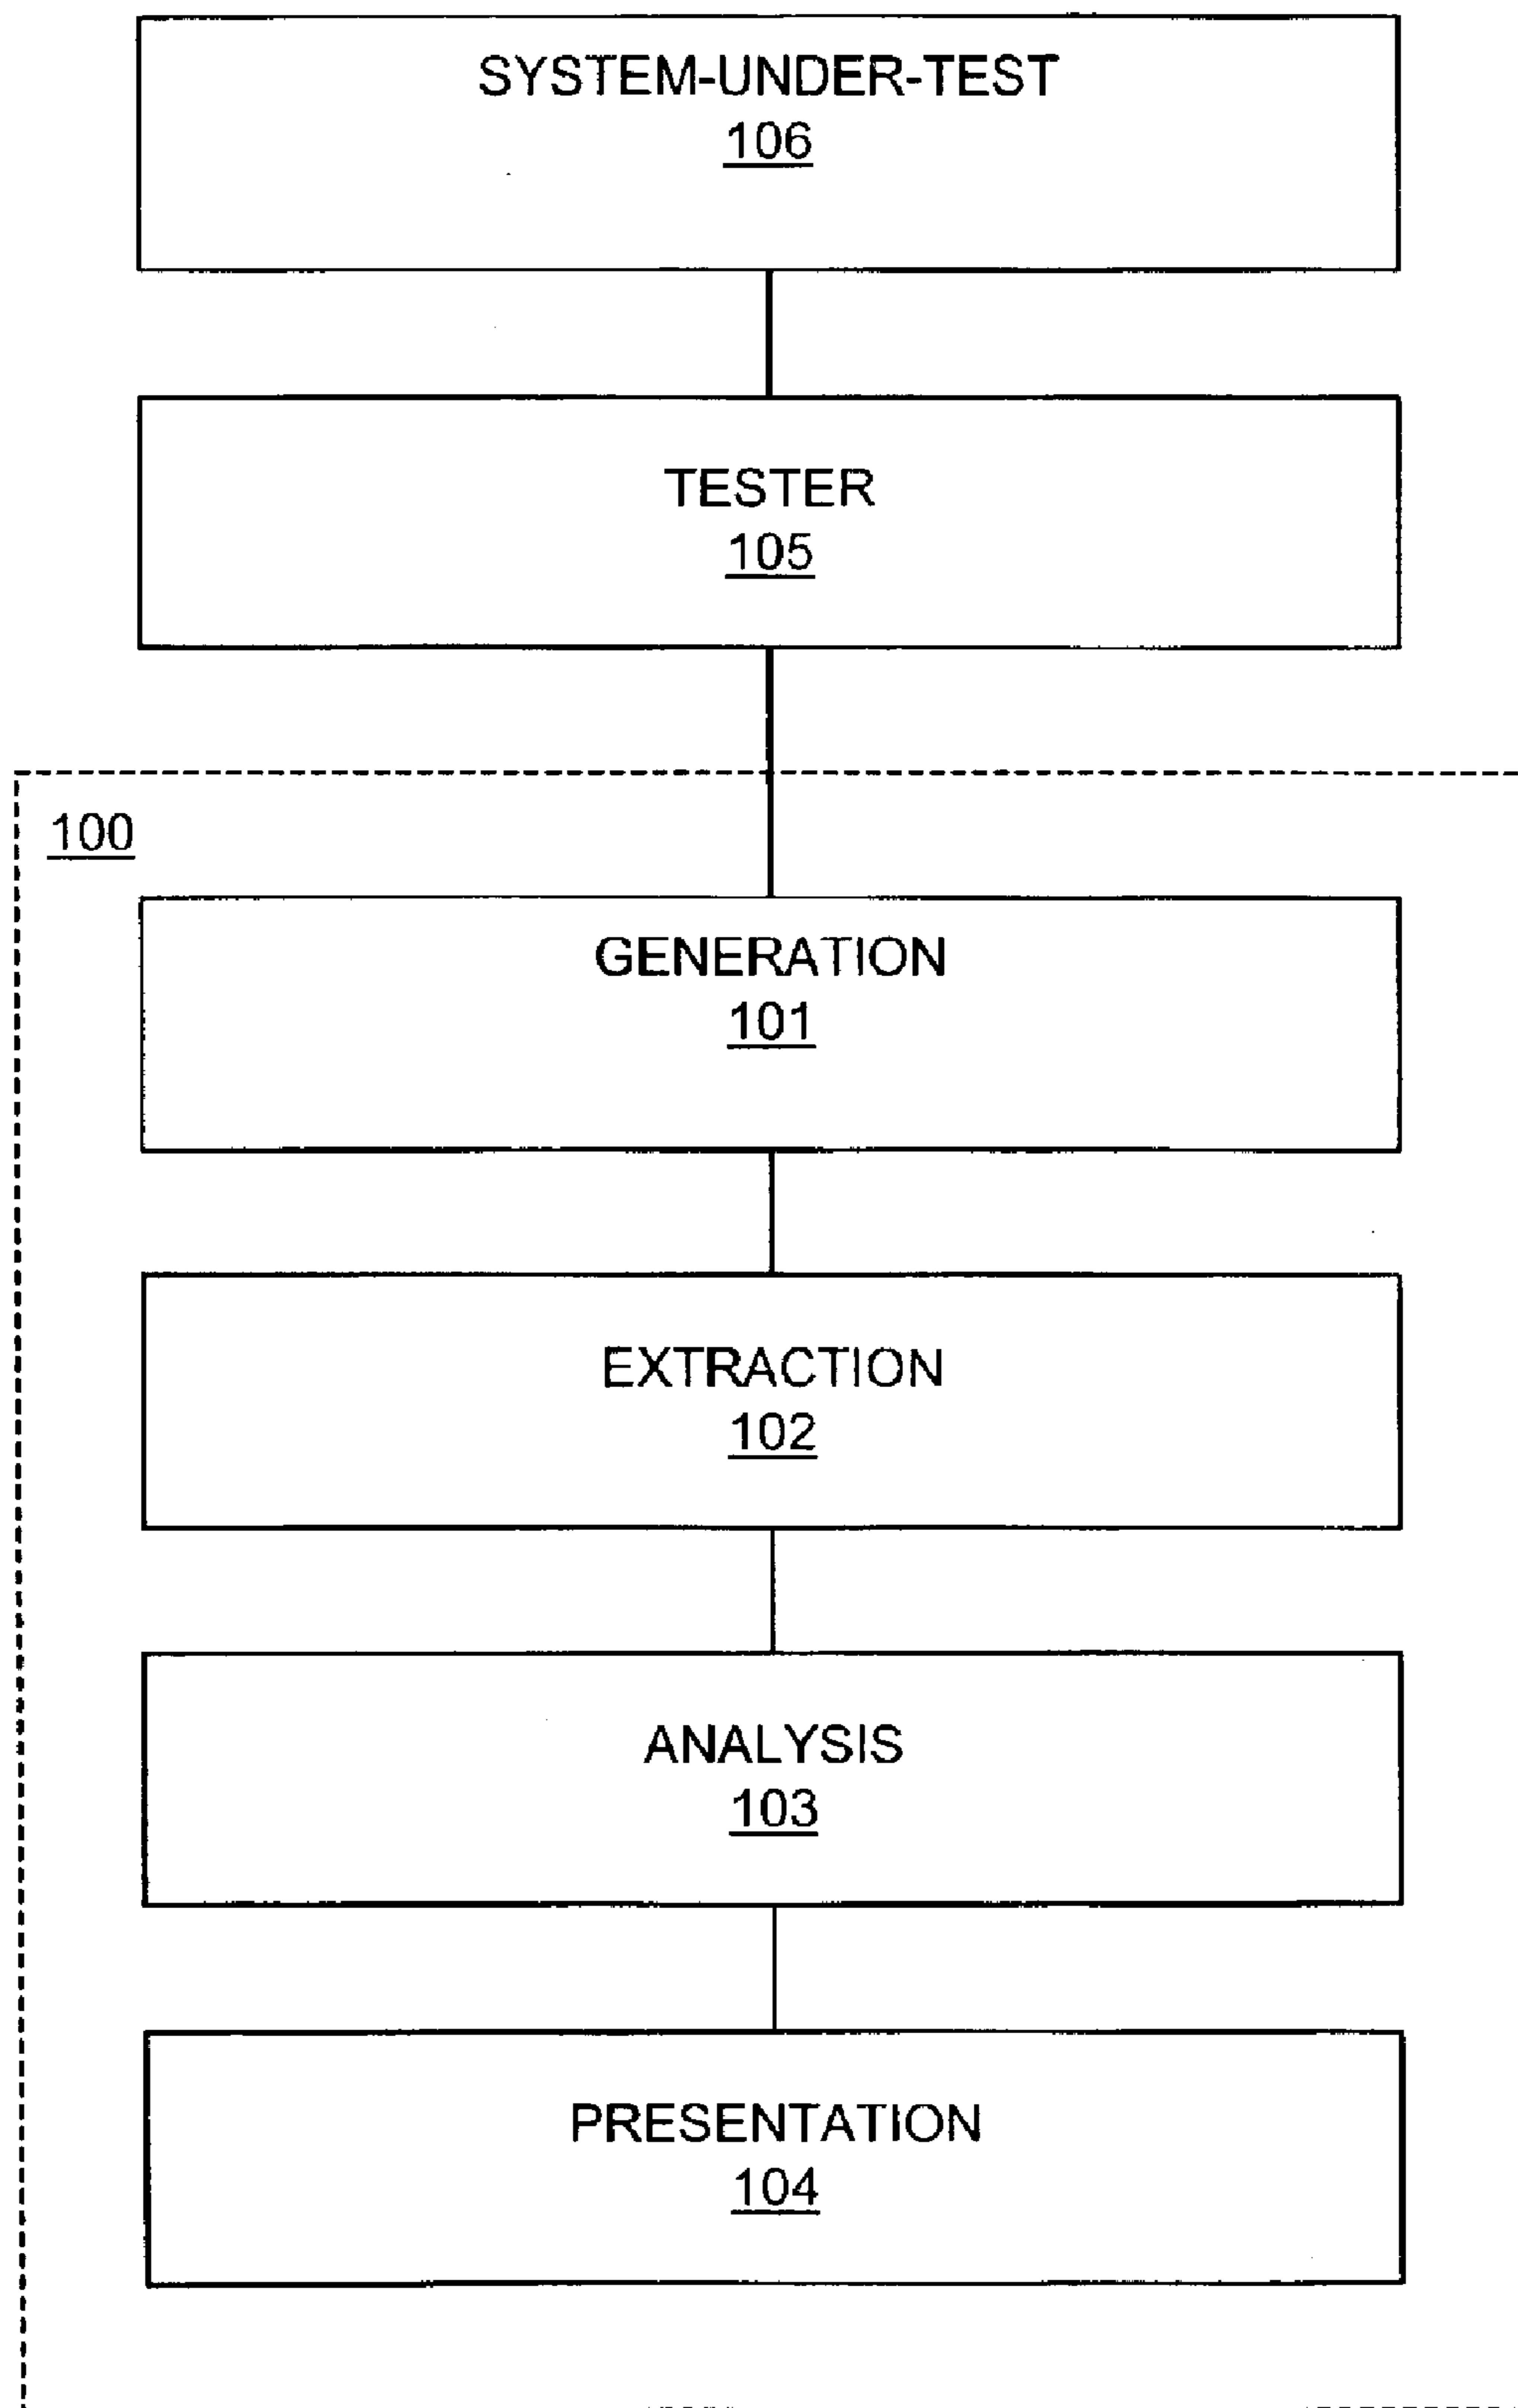 SYSTEM-UNDER-TEST
106
TESTER
105
100
GENERATION
101
EXTRACTION
102
ANALYSIS
103
PRESENTATION
104